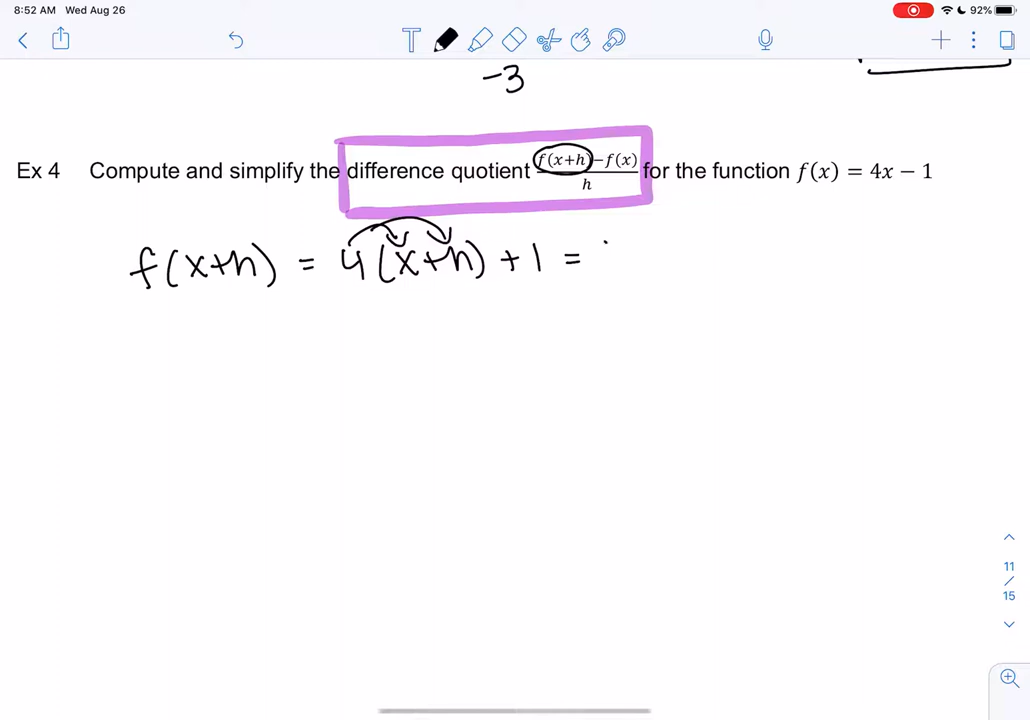 8:52 AM Wed Aug 26 92%
T
-3
Ex 4 Compute and simplify the difference quotient \frac{f(x+h)-f(x)}{h} for the function f(x) = 4x − 1
f(x+h) = 4(x+h) + 1 =
11
/
15